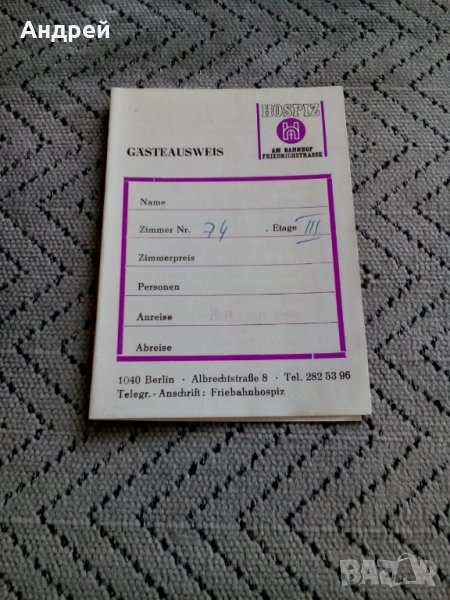 Андрей
HOSPIZ
AM BAHNHOF
FRIEDRICHSTRASSE
GÄSTEAUSWEIS
Name
Zimmer Nr. 74 . Etage III
Zimmerpreis
Personen
Anreise
Abreise
1040 Berlin · Albrechtstraße 8 · Tel. 282 53 96
Telegr.-Anschrift: Friebahnhospiz
BAZAR